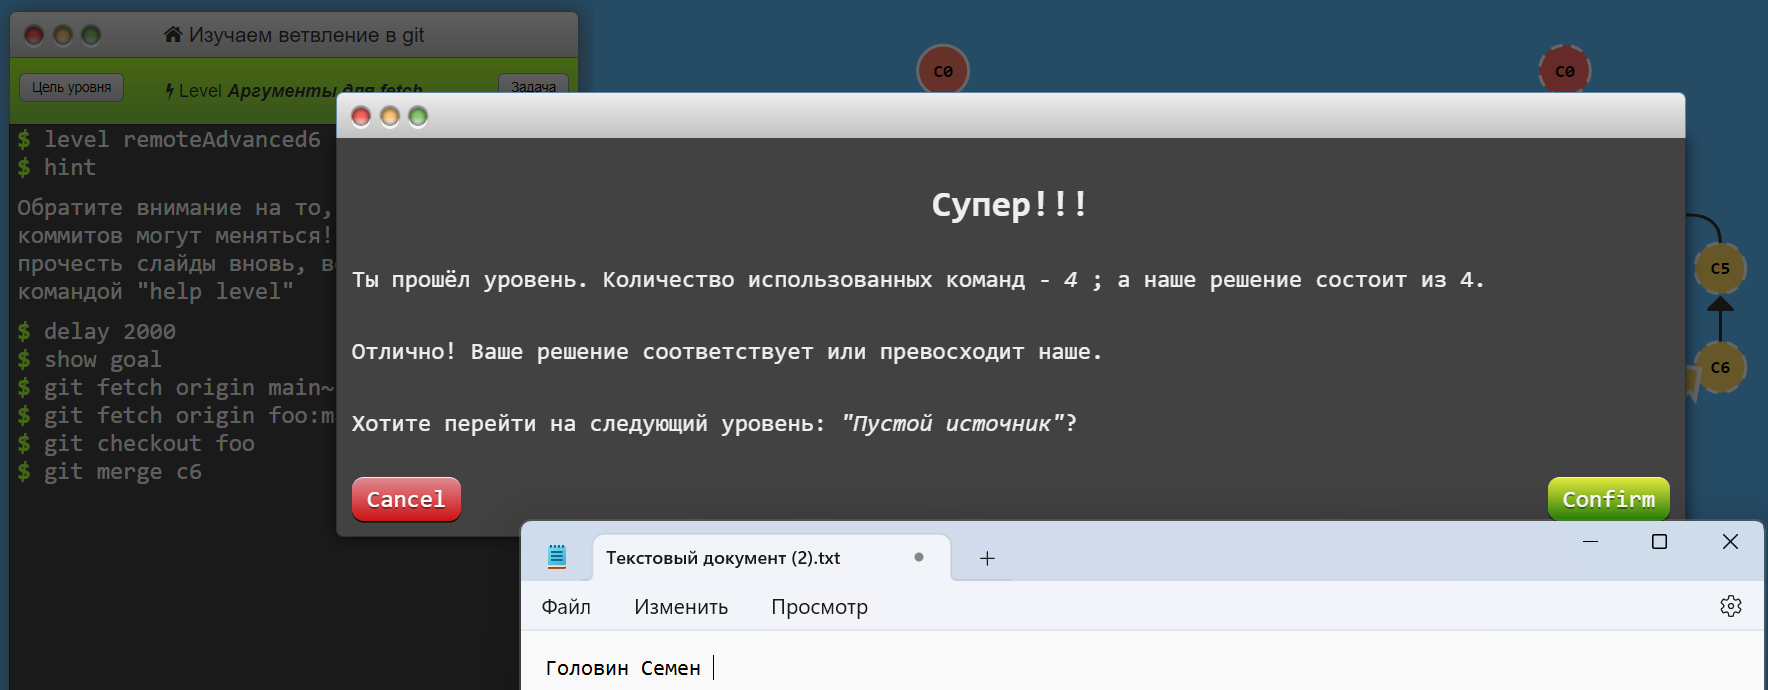 Изучаем ветвление в git
Цель уровня
Level Аргументы для fetch
Задача
C0
C0
$ level remoteAdvanced6
$ hint
Обратите внимание на то,
коммитов могут меняться!
прочесть слайды вновь,
командой "help level"
$ delay 2000
$ show goal
$ git fetch origin main~
$ git fetch origin foo:m
$ git checkout foo
$ git merge c6
Супер!!!
Ты прошёл уровень. Количество использованных команд - 4 ; а наше решение состоит из 4.
Отлично! Ваше решение соответствует или превосходит наше.
Хотите перейти на следующий уровень: "Пустой источник"?
Cancel
Confirm
C5
C6
Текстовый документ (2).txt
Файл
Изменить
Просмотр
Головин Семен